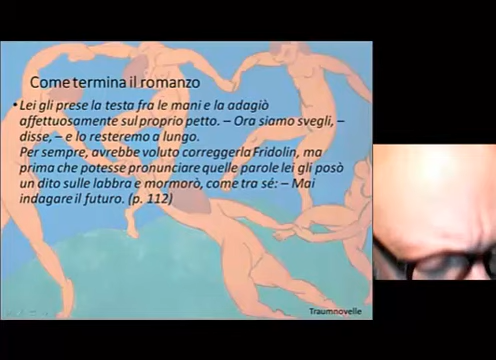 Come termina il romanzo
• Lei gli prese la testa fra le mani e la adagiò
affettuosamente sul proprio petto. – Ora siamo svegli, –
disse, – e lo resteremo a lungo.
Per sempre, avrebbe voluto correggerla Fridolin, ma
prima che potesse pronunciare quelle parole lei gli posò
un dito sulle labbra e mormorò, come tra sé: – Mai
indagare il futuro. (p. 112)
Traumnovelle